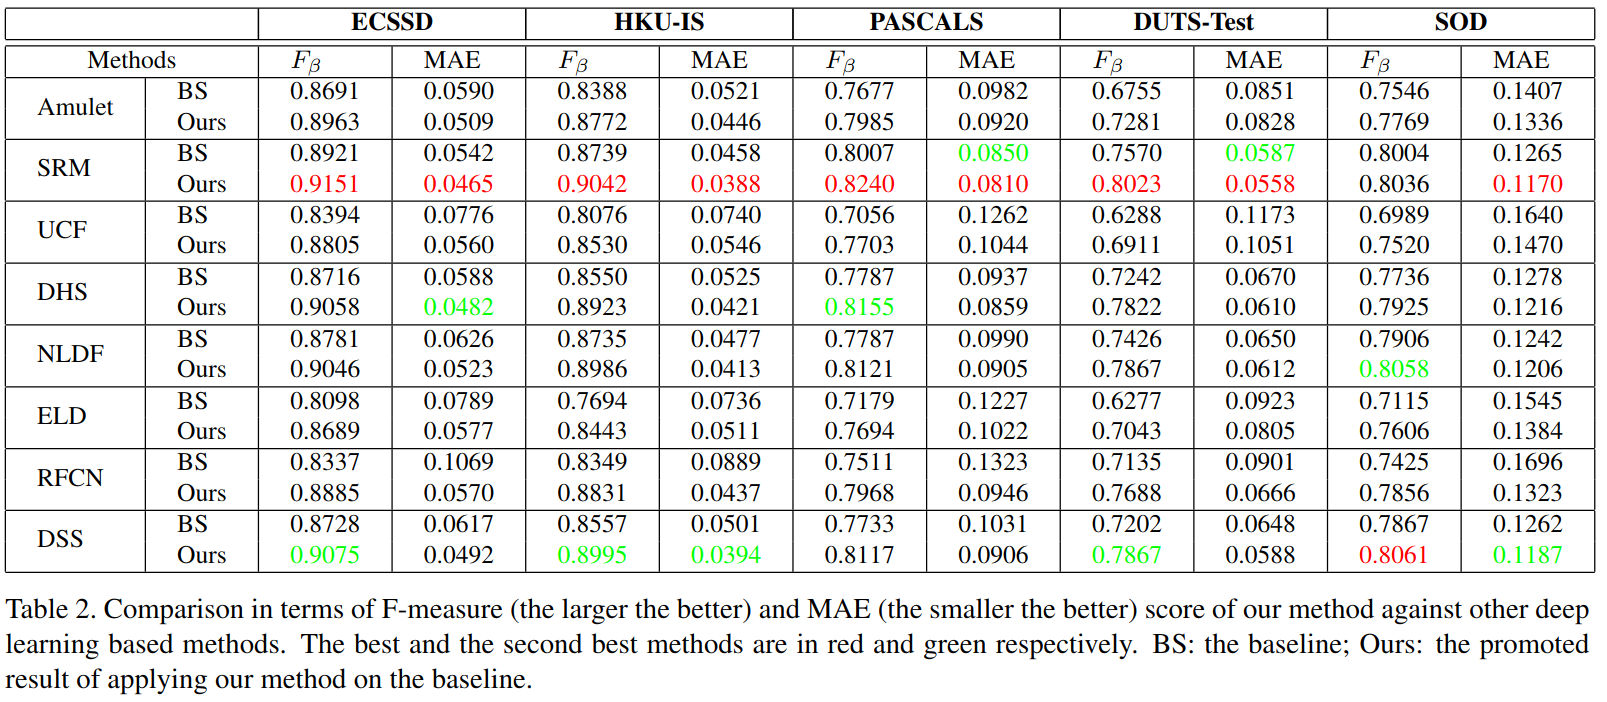 ECSSD HKU-IS PASCALS DUTS-Test SOD
Methods Fβ MAE Fβ MAE Fβ MAE Fβ MAE Fβ MAE
Amulet BS 0.8691 0.0590 0.8388 0.0521 0.7677 0.0982 0.6755 0.0851 0.7546 0.1407
Ours 0.8963 0.0509 0.8772 0.0446 0.7985 0.0920 0.7281 0.0828 0.7769 0.1336
SRM BS 0.8921 0.0542 0.8739 0.0458 0.8007 0.0850 0.7570 0.0587 0.8004 0.1265
Ours 0.9151 0.0465 0.9042 0.0388 0.8240 0.0810 0.8023 0.0558 0.8036 0.1170
UCF BS 0.8394 0.0776 0.8076 0.0740 0.7056 0.1262 0.6288 0.1173 0.6989 0.1640
Ours 0.8805 0.0560 0.8530 0.0546 0.7703 0.1044 0.6911 0.1051 0.7520 0.1470
DHS BS 0.8716 0.0588 0.8550 0.0525 0.7787 0.0937 0.7242 0.0670 0.7736 0.1278
Ours 0.9058 0.0482 0.8923 0.0421 0.8155 0.0859 0.7822 0.0610 0.7925 0.1216
NLDF BS 0.8781 0.0626 0.8735 0.0477 0.7787 0.0990 0.7426 0.0650 0.7906 0.1242
Ours 0.9046 0.0523 0.8986 0.0413 0.8121 0.0905 0.7867 0.0612 0.8058 0.1206
ELD BS 0.8098 0.0789 0.7694 0.0736 0.7179 0.1227 0.6277 0.0923 0.7115 0.1545
Ours 0.8689 0.0577 0.8443 0.0511 0.7694 0.1022 0.7043 0.0805 0.7606 0.1384
RFCN BS 0.8337 0.1069 0.8349 0.0889 0.7511 0.1323 0.7135 0.0901 0.7425 0.1696
Ours 0.8885 0.0570 0.8831 0.0437 0.7968 0.0946 0.7688 0.0666 0.7856 0.1323
DSS BS 0.8728 0.0617 0.8557 0.0501 0.7733 0.1031 0.7202 0.0648 0.7867 0.1262
Ours 0.9075 0.0492 0.8995 0.0394 0.8117 0.0906 0.7867 0.0588 0.8061 0.1187
Table 2. Comparison in terms of F-measure (the larger the better) and MAE (the smaller the better) score of our method against other deep
learning based methods. The best and the second best methods are in red and green respectively. BS: the baseline; Ours: the promoted
result of applying our method on the baseline.